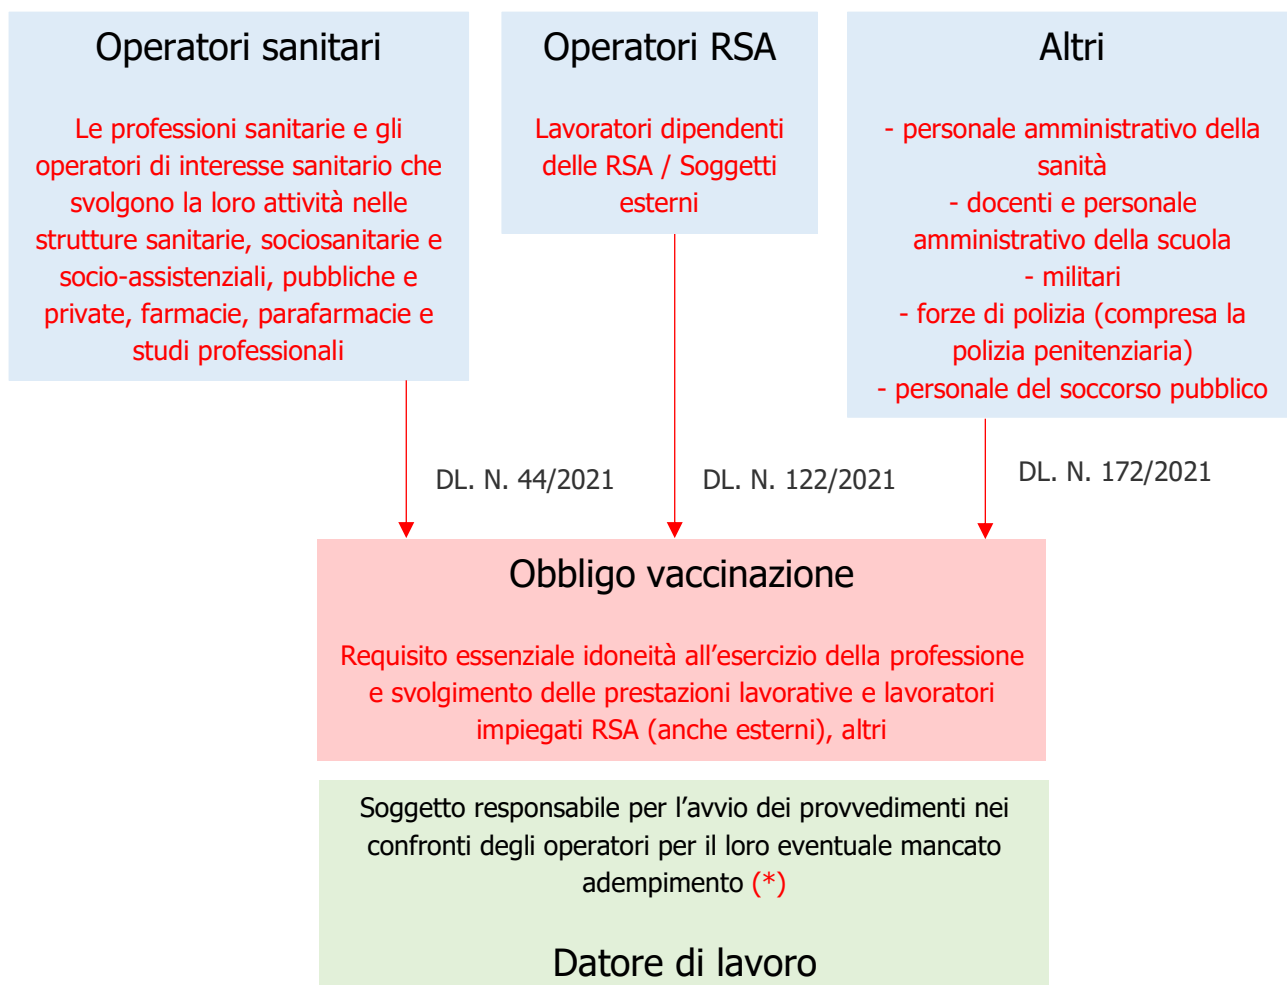 Operatori sanitari
Le professioni sanitarie e gli
operatori di interesse sanitario che
svolgono la loro attività nelle
strutture sanitarie, sociosanitarie e
socio-assistenziali, pubbliche e
private, farmacie, parafarmacie e
studi professionali
Operatori RSA
Lavoratori dipendenti
delle RSA / Soggetti
esterni
Altri
- personale amministrativo della
sanità
- docenti e personale
amministrativo della scuola
- militari
- forze di polizia (compresa la
polizia penitenziaria)
- personale del soccorso pubblico
DL. N. 44/2021
DL. N. 122/2021
DL. N. 172/2021
Obbligo vaccinazione
Requisito essenziale idoneità all’esercizio della professione
e svolgimento delle prestazioni lavorative e lavoratori
impiegati RSA (anche esterni), altri
Soggetto responsabile per l’avvio dei provvedimenti nei
confronti degli operatori per il loro eventuale mancato
adempimento (*)
Datore di lavoro